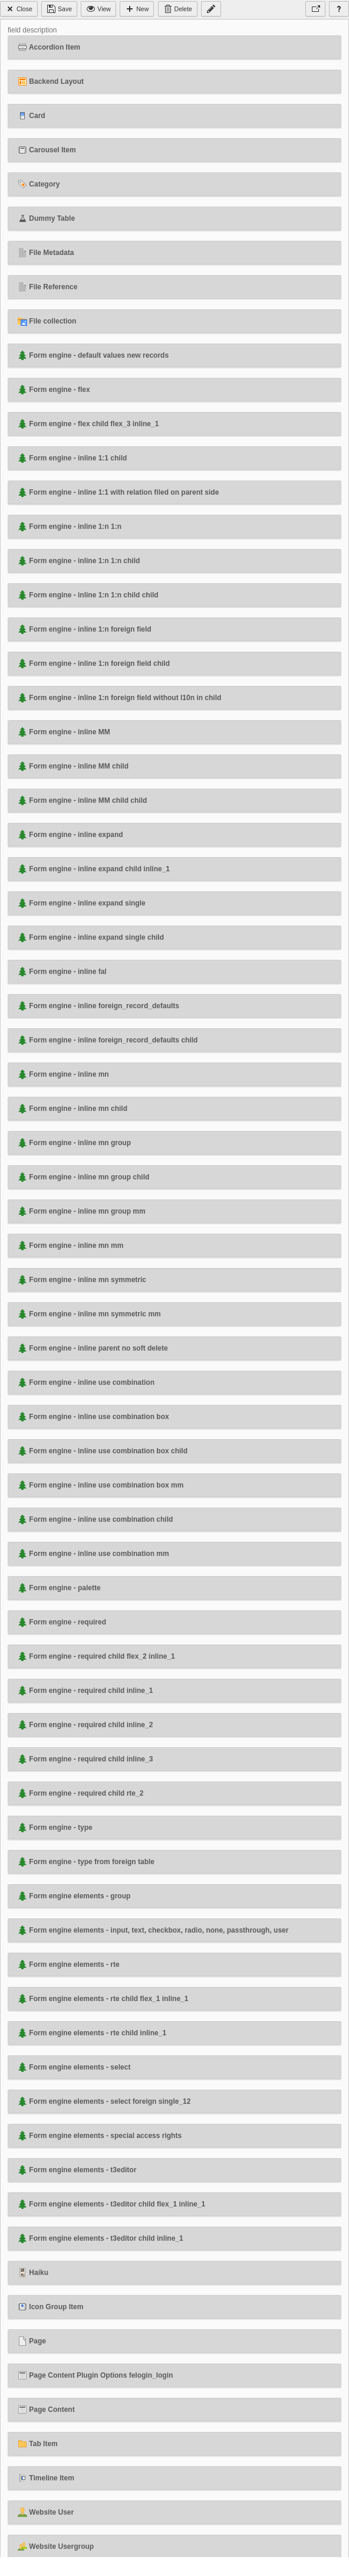 Close Save View New Delete ?
field description
Accordion Item
Backend Layout
Card
Carousel Item
Category
Dummy Table
File Metadata
File Reference
File collection
Form engine - default values new records
Form engine - flex
Form engine - flex child flex_3 inline_1
Form engine - inline 1:1 child
Form engine - inline 1:1 with relation filed on parent side
Form engine - inline 1:n 1:n
Form engine - inline 1:n 1:n child
Form engine - inline 1:n 1:n child child
Form engine - inline 1:n foreign field
Form engine - inline 1:n foreign field child
Form engine - inline 1:n foreign field without l10n in child
Form engine - inline MM
Form engine - inline MM child
Form engine - inline MM child child
Form engine - inline expand
Form engine - inline expand child inline_1
Form engine - inline expand single
Form engine - inline expand single child
Form engine - inline fal
Form engine - inline foreign_record_defaults
Form engine - inline foreign_record_defaults child
Form engine - inline mn
Form engine - inline mn child
Form engine - inline mn group
Form engine - inline mn group child
Form engine - inline mn group mm
Form engine - inline mn mm
Form engine - inline mn symmetric
Form engine - inline mn symmetric mm
Form engine - inline parent no soft delete
Form engine - inline use combination
Form engine - inline use combination box
Form engine - inline use combination box child
Form engine - inline use combination box mm
Form engine - inline use combination child
Form engine - inline use combination mm
Form engine - palette
Form engine - required
Form engine - required child flex_2 inline_1
Form engine - required child inline_1
Form engine - required child inline_2
Form engine - required child inline_3
Form engine - required child rte_2
Form engine - type
Form engine - type from foreign table
Form engine elements - group
Form engine elements - input, text, checkbox, radio, none, passthrough, user
Form engine elements - rte
Form engine elements - rte child flex_1 inline_1
Form engine elements - rte child inline_1
Form engine elements - select
Form engine elements - select foreign single_12
Form engine elements - special access rights
Form engine elements - t3editor
Form engine elements - t3editor child flex_1 inline_1
Form engine elements - t3editor child inline_1
Haiku
Icon Group Item
Page
Page Content Plugin Options felogin_login
Page Content
Tab Item
Timeline Item
Website User
Website Usergroup